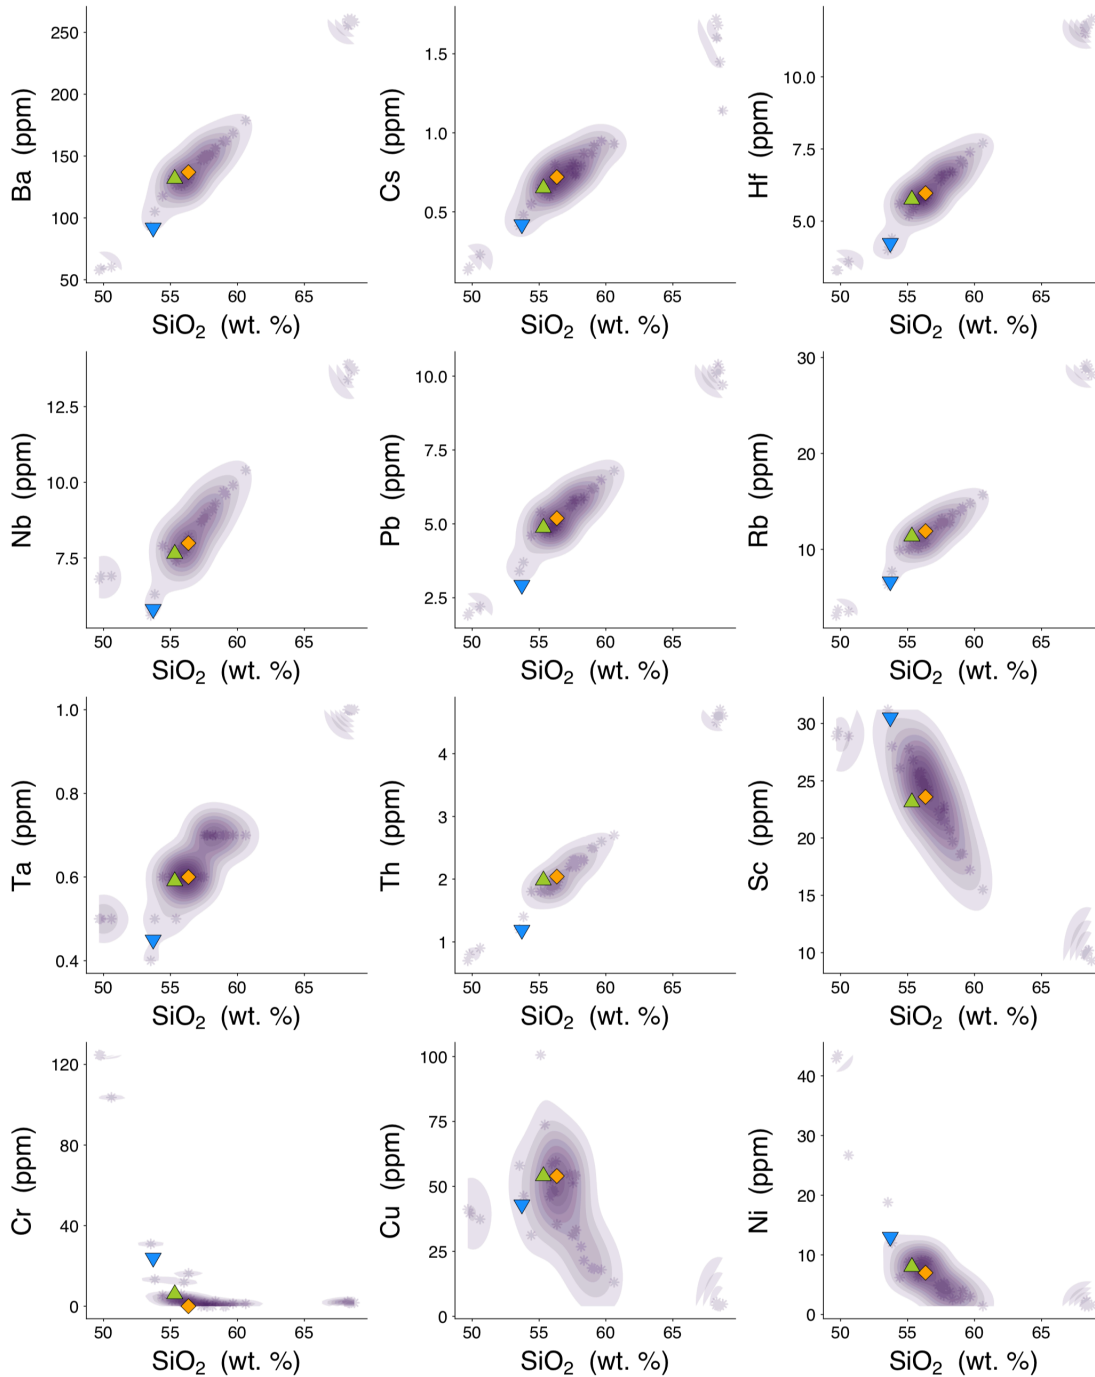 250
200
150
100
50
Ba (ppm)
50 55 60 65
SiO2 (wt. %)
1.5
1.0
0.5
Cs (ppm)
50 55 60 65
SiO2 (wt. %)
10.0
7.5
5.0
Hf (ppm)
50 55 60 65
SiO2 (wt. %)
12.5
10.0
7.5
Nb (ppm)
50 55 60 65
SiO2 (wt. %)
10.0
7.5
5.0
2.5
Pb (ppm)
50 55 60 65
SiO2 (wt. %)
30
20
10
Rb (ppm)
50 55 60 65
SiO2 (wt. %)
1.0
0.8
0.6
0.4
Ta (ppm)
50 55 60 65
SiO2 (wt. %)
4
3
2
1
Th (ppm)
50 55 60 65
SiO2 (wt. %)
30
25
20
15
10
Sc (ppm)
50 55 60 65
SiO2 (wt. %)
120
80
40
0
Cr (ppm)
50 55 60 65
SiO2 (wt. %)
100
75
50
25
0
Cu (ppm)
50 55 60 65
SiO2 (wt. %)
40
30
20
10
0
Ni (ppm)
50 55 60 65
SiO2 (wt. %)